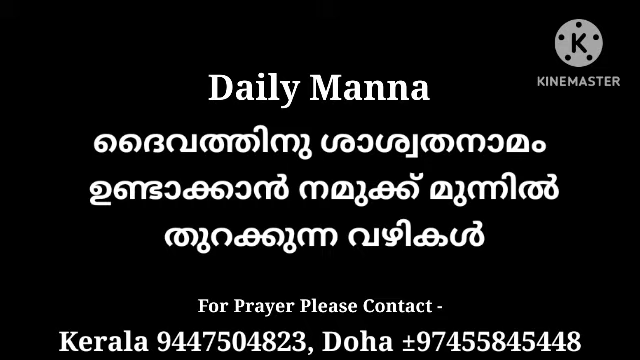 KINEMASTER
Daily Manna
ദൈവത്തിനു ശാശ്വതനാമം
ഉണ്ടാക്കാൻ നമുക്ക് മുന്നിൽ
തുറക്കുന്ന വഴികൾ
For Prayer Please Contact -
Kerala 9447504823, Doha ±97455845448